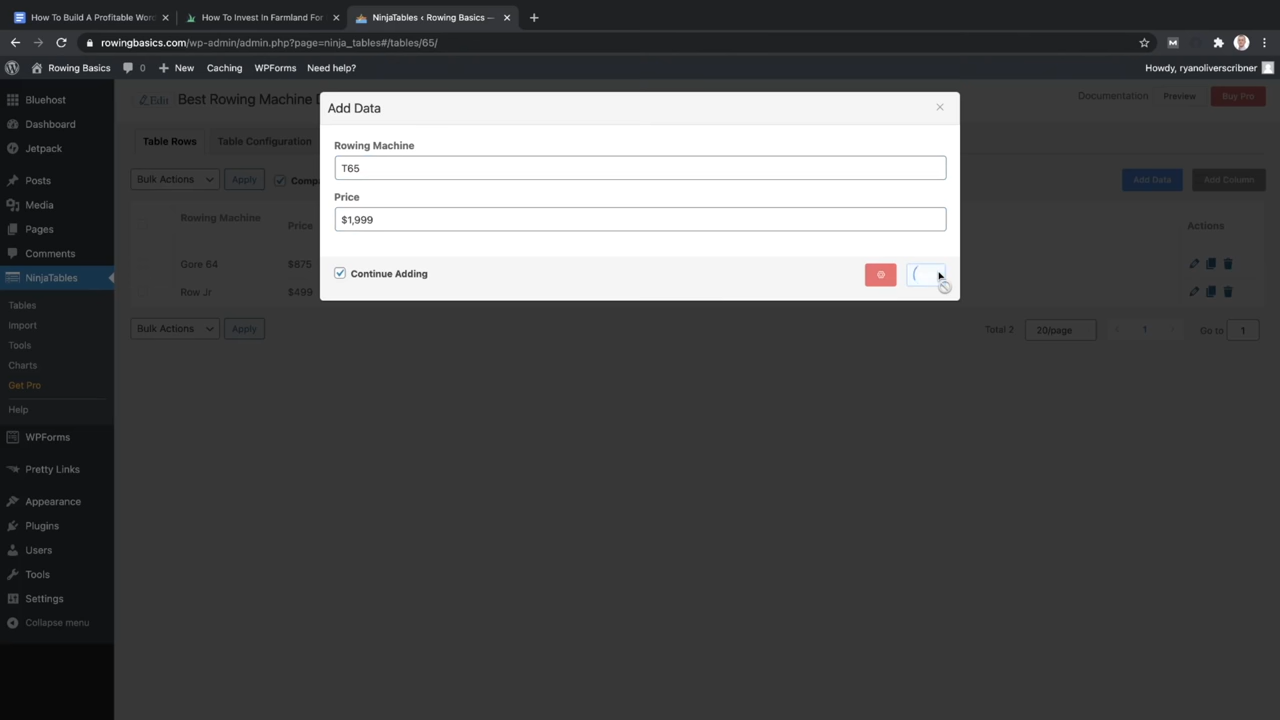 How To Build A Profitable Wor
How To Invest In Farmland For
NinjaTables ‹ Rowing Basics —
rowingbasics.com/wp-admin/admin.php?page=ninja_tables#/tables/65/
Rowing Basics
0
New
Caching
WPForms
Need help?
Howdy, ryanoliverscribner
Bluehost
Dashboard
Jetpack
Posts
Media
Pages
Comments
NinjaTables
Tables
Import
Tools
Charts
Get Pro
Help
WPForms
Pretty Links
Appearance
Plugins
Users
Tools
Settings
Collapse menu
Edit
Best Rowing Machine
Documentation
Preview
Buy Pro
Table Rows
Table Configuration
Bulk Actions
Apply
Comp
Add Data
Add Column
Rowing Machine
Price
Actions
Gore 64
$875
Row Jr
$499
Bulk Actions
Apply
Total 2
20/page
1
Go to
1
Add Data
Rowing Machine
T65
Price
$1,999
Continue Adding